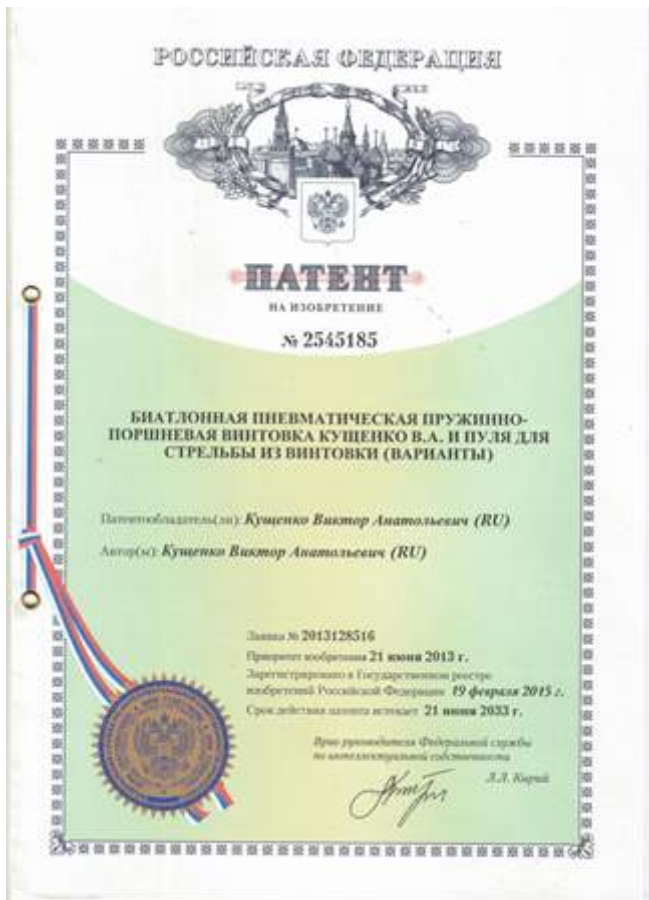 РОССИЙСКАЯ ФЕДЕРАЦИЯ
ПАТЕНТ
НА ИЗОБРЕТЕНИЕ
№ 2545185
БИАТЛОННАЯ ПНЕВМАТИЧЕСКАЯ ПРУЖИННО-
ПОРШНЕВАЯ ВИНТОВКА КУЩЕНКО В.А. И ПУЛЯ ДЛЯ
СТРЕЛЬБЫ ИЗ ВИНТОВКИ (ВАРИАНТЫ)
Патентообладатель(ли): Кущенко Виктор Анатольевич (RU)
Автор(ы): Кущенко Виктор Анатольевич (RU)
Заявка № 2013128516
Приоритет изобретения 21 июня 2013 г.
Зарегистрировано в Государственном реестре
изобретений Российской Федерации 19 февраля 2015 г.
Срок действия патента истекает 21 июня 2033 г.
Врио руководителя Федеральной службы
по интеллектуальной собственности
Л.Л. Кирий